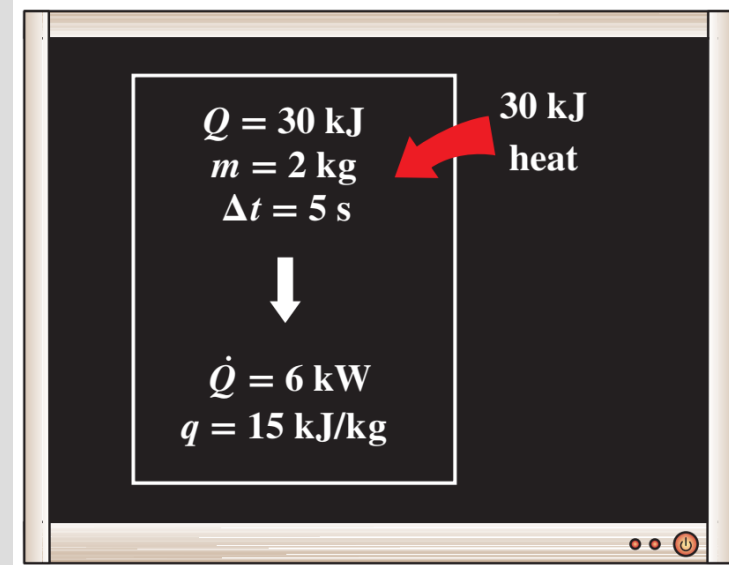 Q = 30 kJ
m = 2 kg
Δt = 5 s
30 kJ
heat
Q̇ = 6 kW
q = 15 kJ/kg